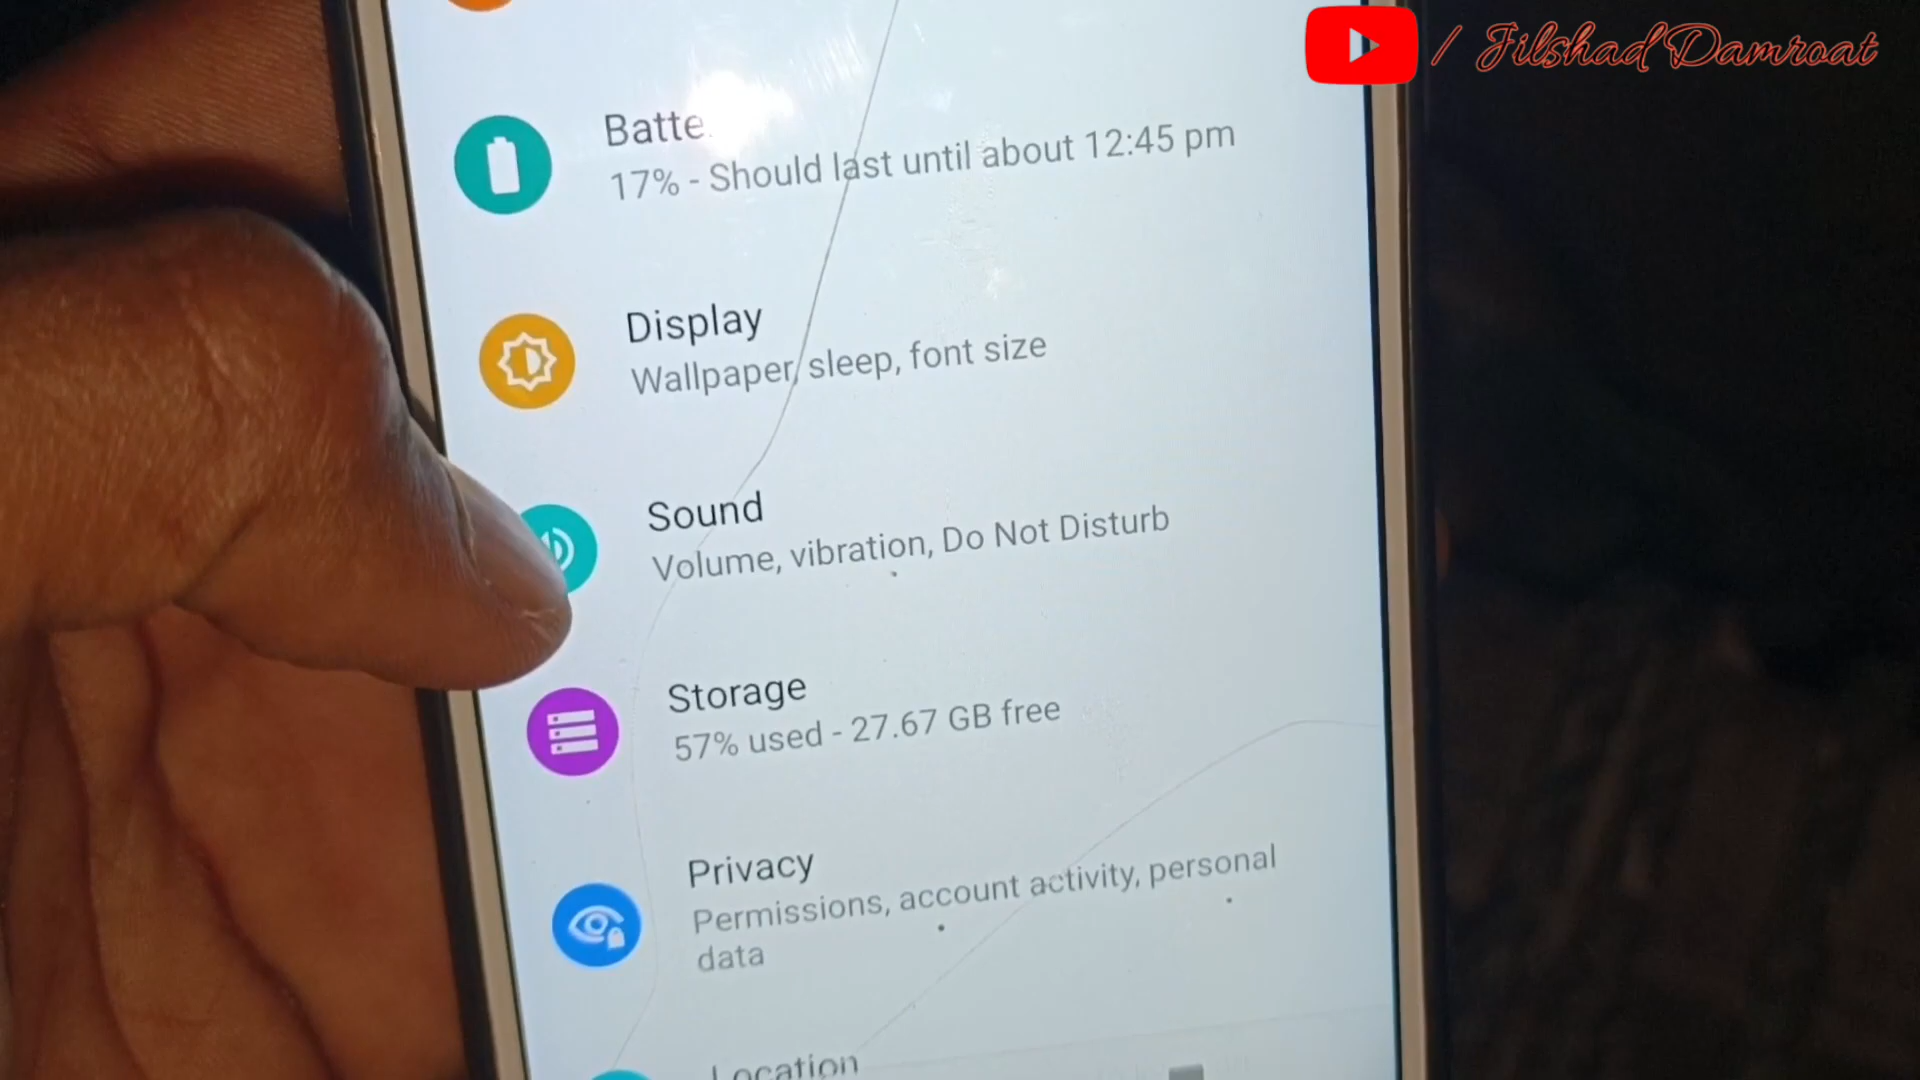 / Jilshad Damroat
Batte
17% - Should last until about 12:45 pm
Display
Wallpaper, sleep, font size
Sound
Volume, vibration, Do Not Disturb
Storage
57% used - 27.67 GB free
Privacy
Permissions, account activity, personal
data
Location